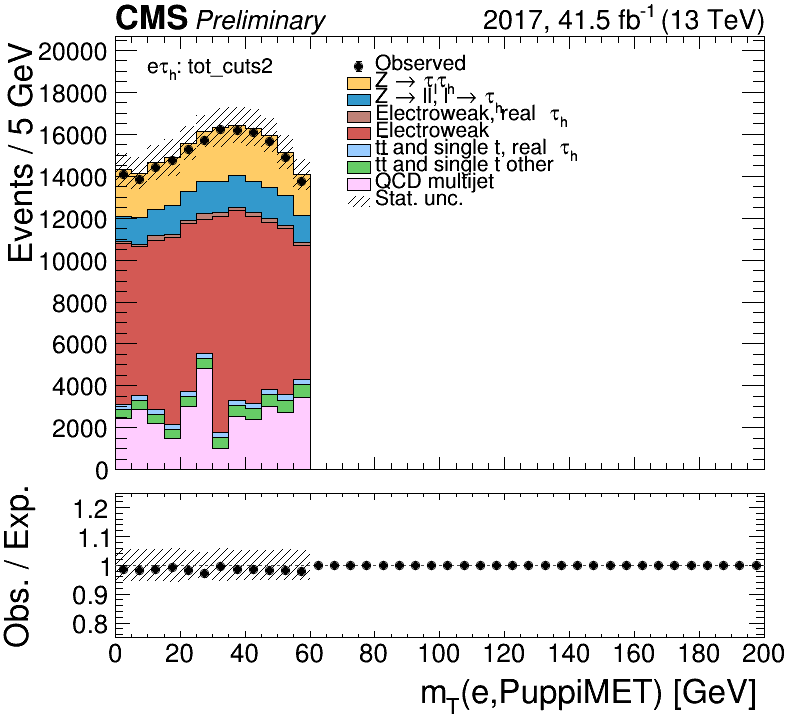 CMS Preliminary 2017, 41.5 fb⁻¹ (13 TeV)
Events / 5 GeV
20000
18000
16000
14000
12000
10000
8000
6000
4000
2000
0
eτh: tot_cuts2
Observed
Z → τlτh
Z → ll, l → τh
Electroweak, real τh
Electroweak
tt and single t, real τh
tt and single t other
QCD multijet
Stat. unc.
Obs. / Exp.
1.2
1.1
1
0.9
0.8
0 20 40 60 80 100 120 140 160 180 200
mT(e,PuppiMET) [GeV]